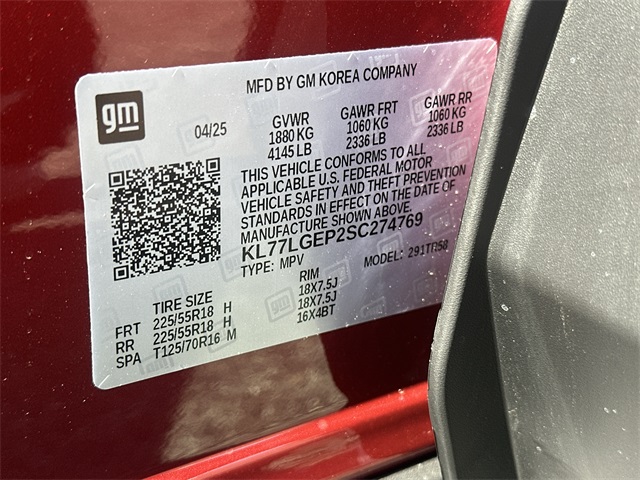 MFD BY GM KOREA COMPANY
gm
04/25
GVWR GAWR FRT GAWR RR
1880 KG 1060 KG 1060 KG
4145 LB 2336 LB 2336 LB
THIS VEHICLE CONFORMS TO ALL
APPLICABLE U.S. FEDERAL MOTOR
VEHICLE SAFETY AND THEFT PREVENTION
STANDARDS IN EFFECT ON THE DATE OF
MANUFACTURE SHOWN ABOVE.
KL77LGEP2SC274769
TYPE: MPV MODEL: 291TR58
TIRE SIZE RIM
FRT 225/55R18 H 18X7.5J
RR 225/55R18 H 18X7.5J
SPA T125/70R16 M 16X4BT